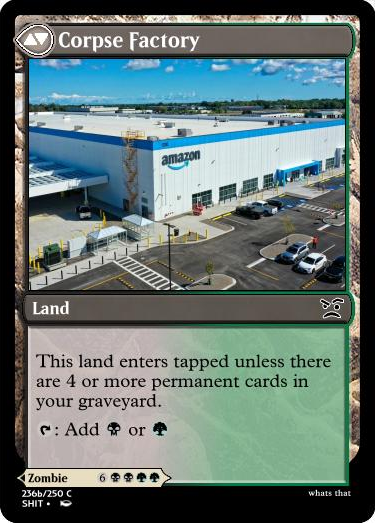 Corpse Factory
amazon
Land
This land enters tapped unless there
are 4 or more permanent cards in
your graveyard.
: Add or
Zombie 6
236b/250 C
SHIT •
whats that